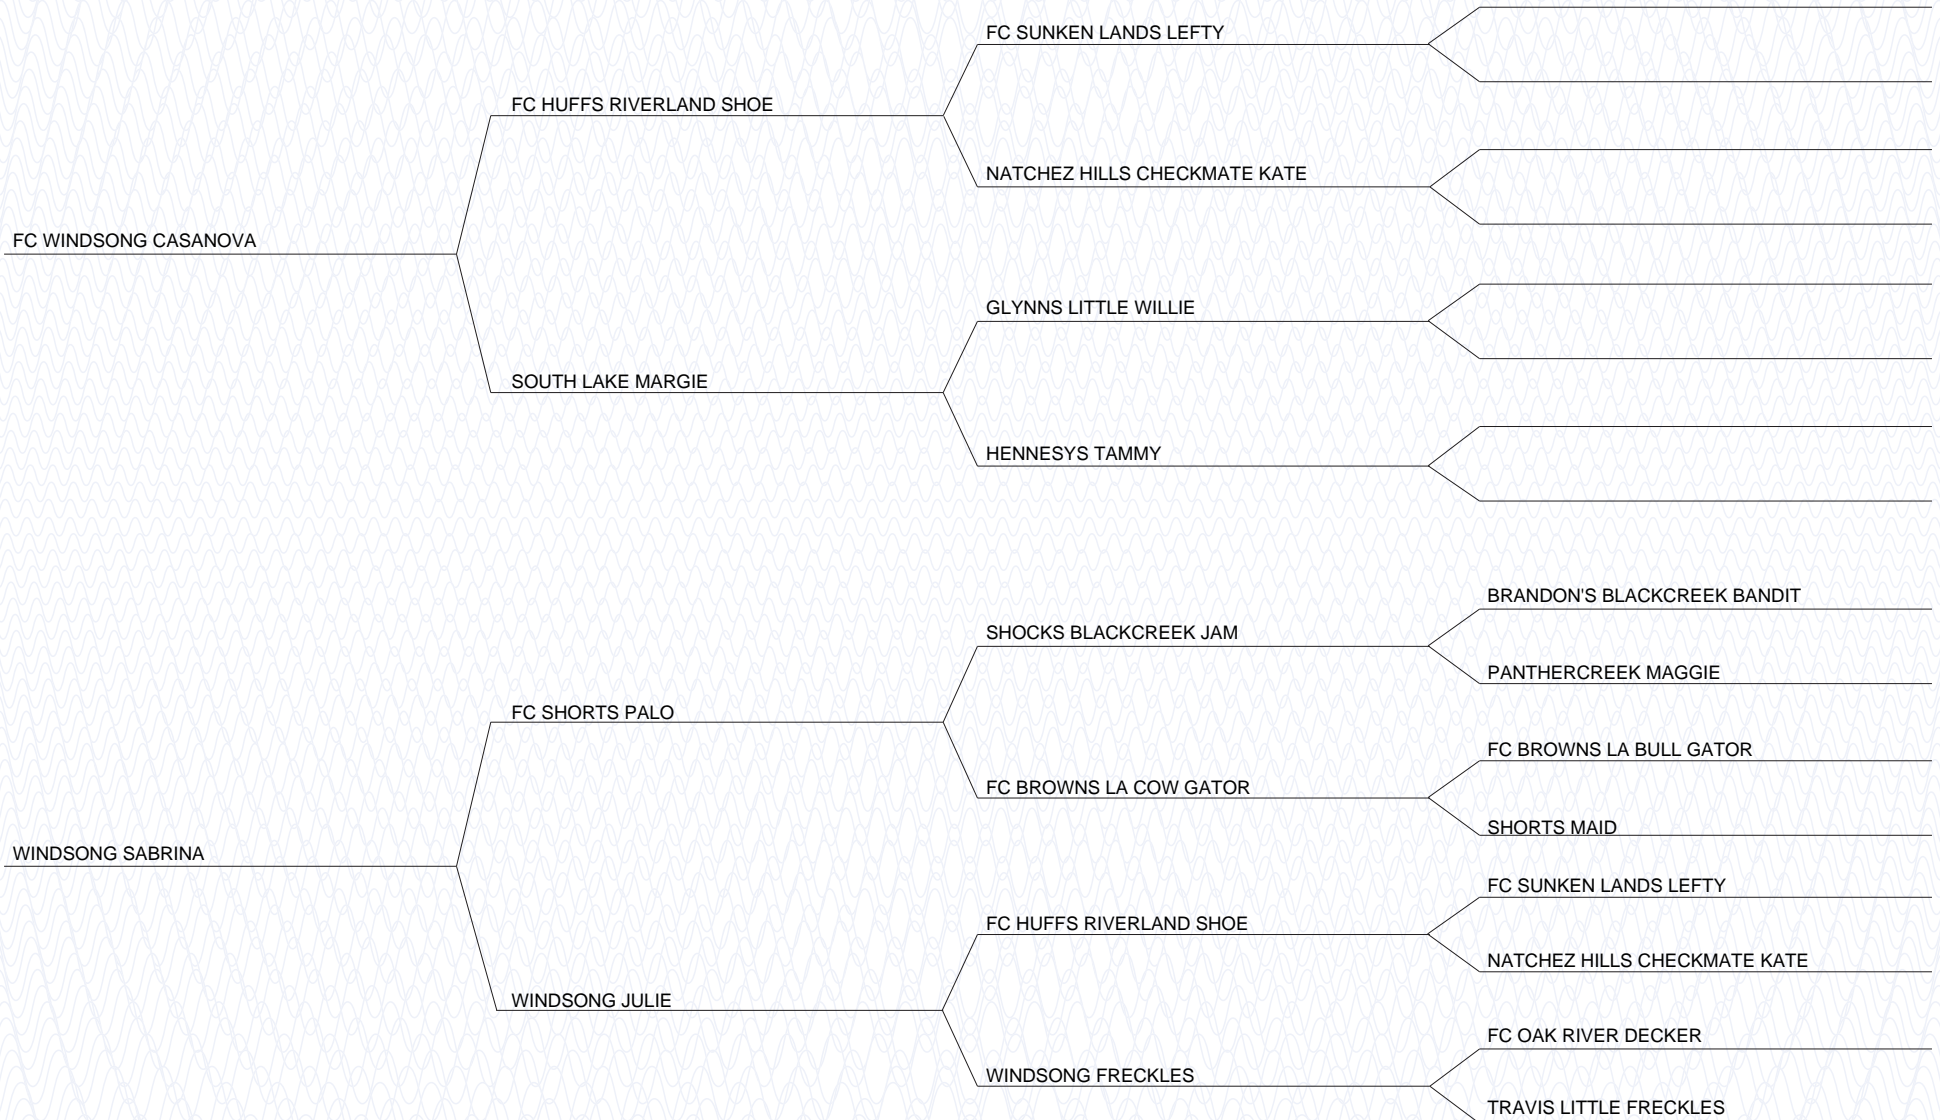 FC SUNKEN LANDS LEFTY
FC HUFFS RIVERLAND SHOE
NATCHEZ HILLS CHECKMATE KATE
FC WINDSONG CASANOVA
GLYNNS LITTLE WILLIE
SOUTH LAKE MARGIE
HENNESYS TAMMY
BRANDON'S BLACKCREEK BANDIT
SHOCKS BLACKCREEK JAM
PANTHERCREEK MAGGIE
FC SHORTS PALO
FC BROWNS LA BULL GATOR
FC BROWNS LA COW GATOR
SHORTS MAID
WINDSONG SABRINA
FC SUNKEN LANDS LEFTY
FC HUFFS RIVERLAND SHOE
NATCHEZ HILLS CHECKMATE KATE
WINDSONG JULIE
FC OAK RIVER DECKER
WINDSONG FRECKLES
TRAVIS LITTLE FRECKLES